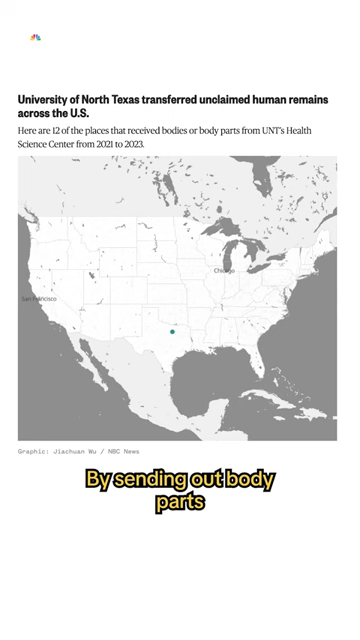 University of North Texas transferred unclaimed human remains
across the U.S.
Here are 12 of the places that received bodies or body parts from UNT's Health
Science Center from 2021 to 2023.
Chicago
San Francisco
Graphic: Jiachuan Wu / NBC News
By sending out body
parts